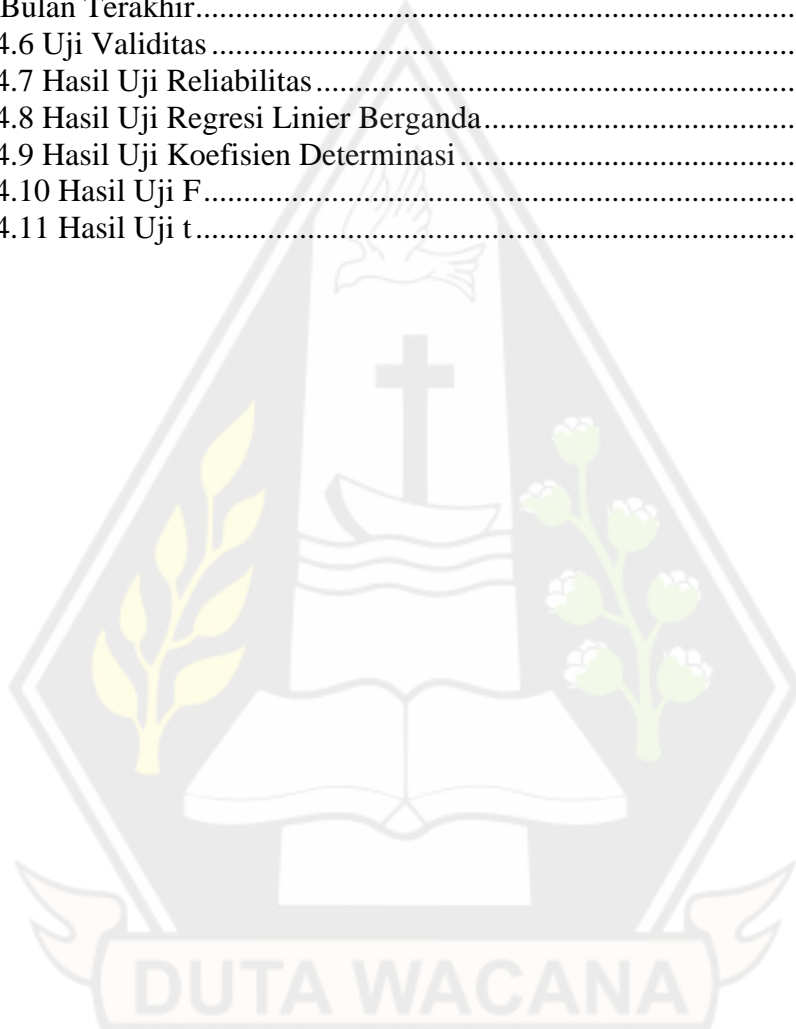 Bulan Terakhir
4.6 Uji Validitas
4.7 Hasil Uji Reliabilitas
4.8 Hasil Uji Regresi Linier Berganda
4.9 Hasil Uji Koefisien Determinasi
4.10 Hasil Uji F
4.11 Hasil Uji t
DUTA WACANA